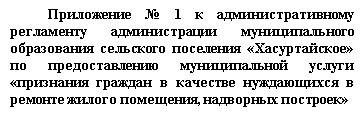 Приложение № 1 к административному
регламенту администрации муниципального
образования сельского поселения «Хасуртайское»
по предоставлению муниципальной услуги
«признания граждан в качестве нуждающихся в
ремонте жилого помещения, надворных построек»